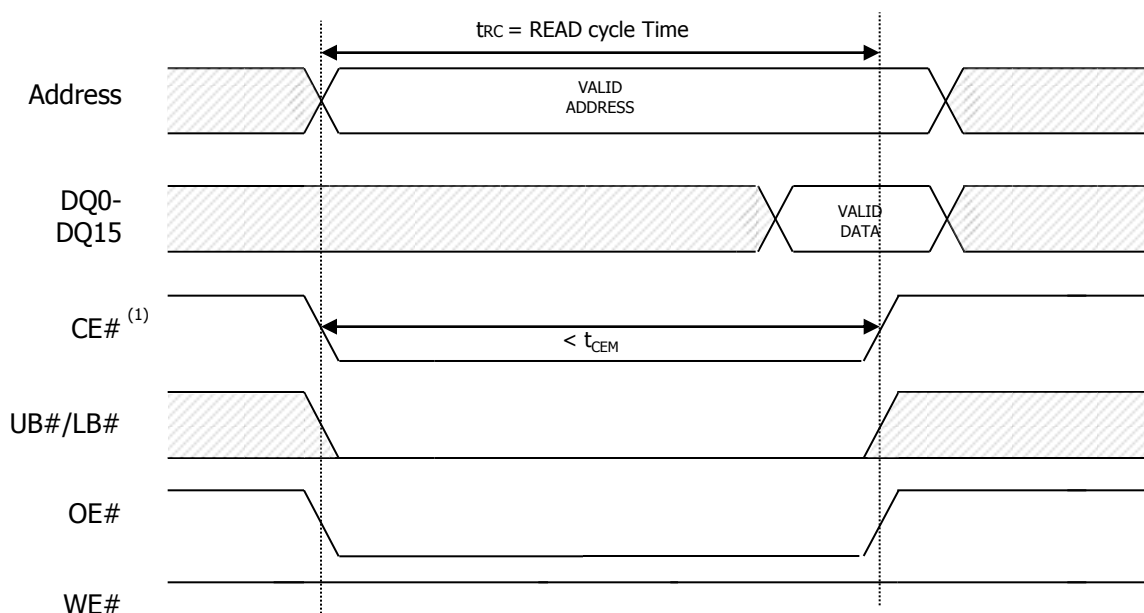 tRC = READ cycle Time
Address
VALID
ADDRESS
DQ0-
DQ15
VALID
DATA
CE# (1)
< tCEM
UB#/LB#
OE#
WE#